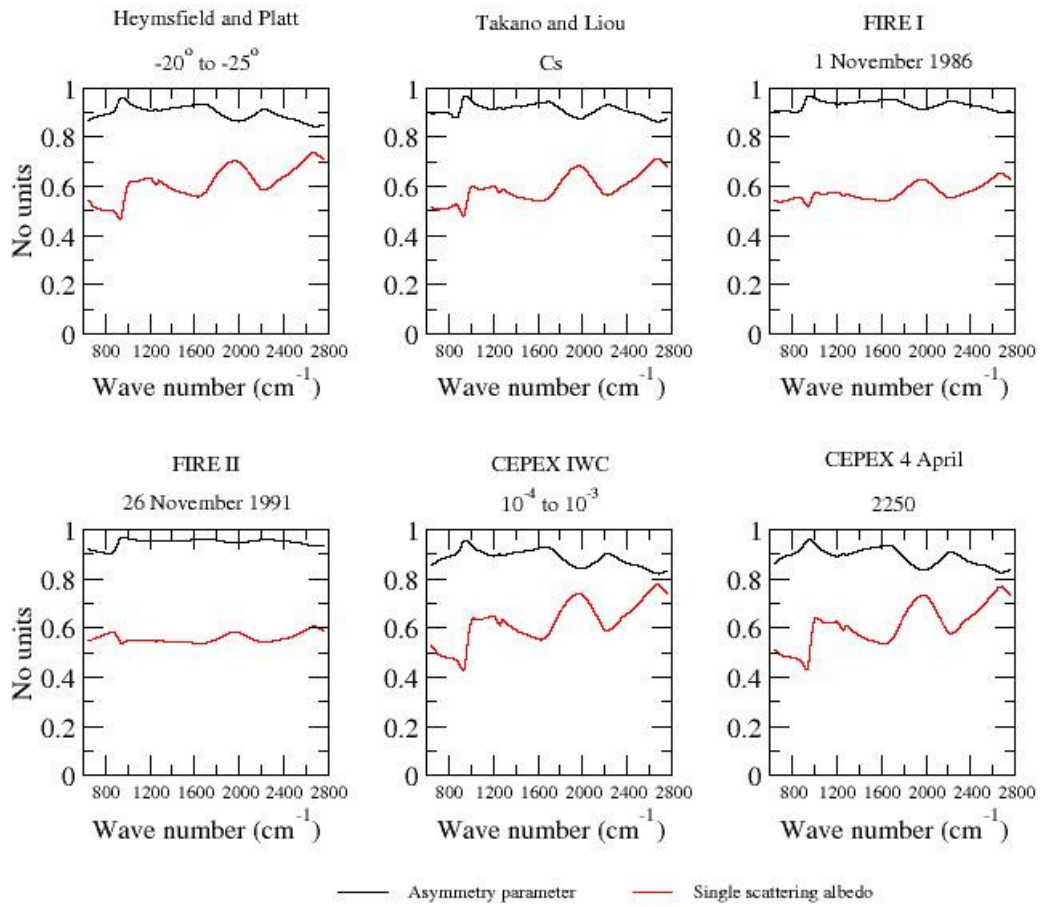 Heymsfield and Platt
-20° to -25°
Takano and Liou
Cs
FIRE I
1 November 1986
No units
1
0.8
0.6
0.4
0.2
0
800 1200 1600 2000 2400 2800
Wave number (cm⁻¹)
1
0.8
0.6
0.4
0.2
0
800 1200 1600 2000 2400 2800
Wave number (cm⁻¹)
1
0.8
0.6
0.4
0.2
0
800 1200 1600 2000 2400 2800
Wave number (cm⁻¹)
FIRE II
26 November 1991
CEPEX IWC
10⁻⁴ to 10⁻³
CEPEX 4 April
2250
No units
1
0.8
0.6
0.4
0.2
0
800 1200 1600 2000 2400 2800
Wave number (cm⁻¹)
1
0.8
0.6
0.4
0.2
0
800 1200 1600 2000 2400 2800
Wave number (cm⁻¹)
1
0.8
0.6
0.4
0.2
0
800 1200 1600 2000 2400 2800
Wave number (cm⁻¹)
Asymmetry parameter
Single scattering albedo